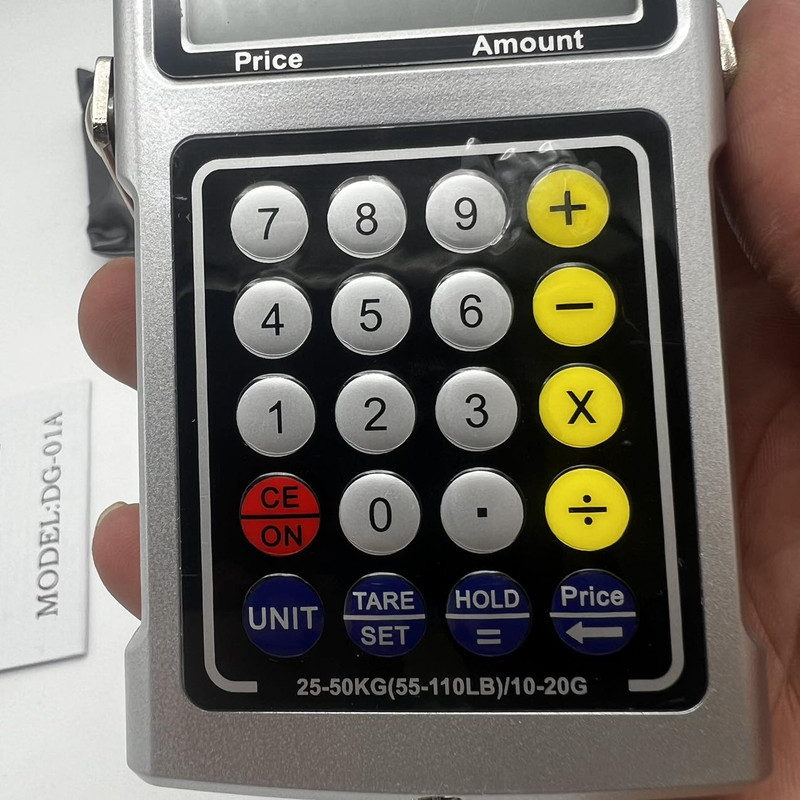 Price Amount
7 8 9 +
4 5 6 −
1 2 3 X
CE
ON
0 . ÷
UNIT
TARE
SET
HOLD
=
Price
←
25-50KG(55-110LB)/10-20G
MODEL:DG-01A